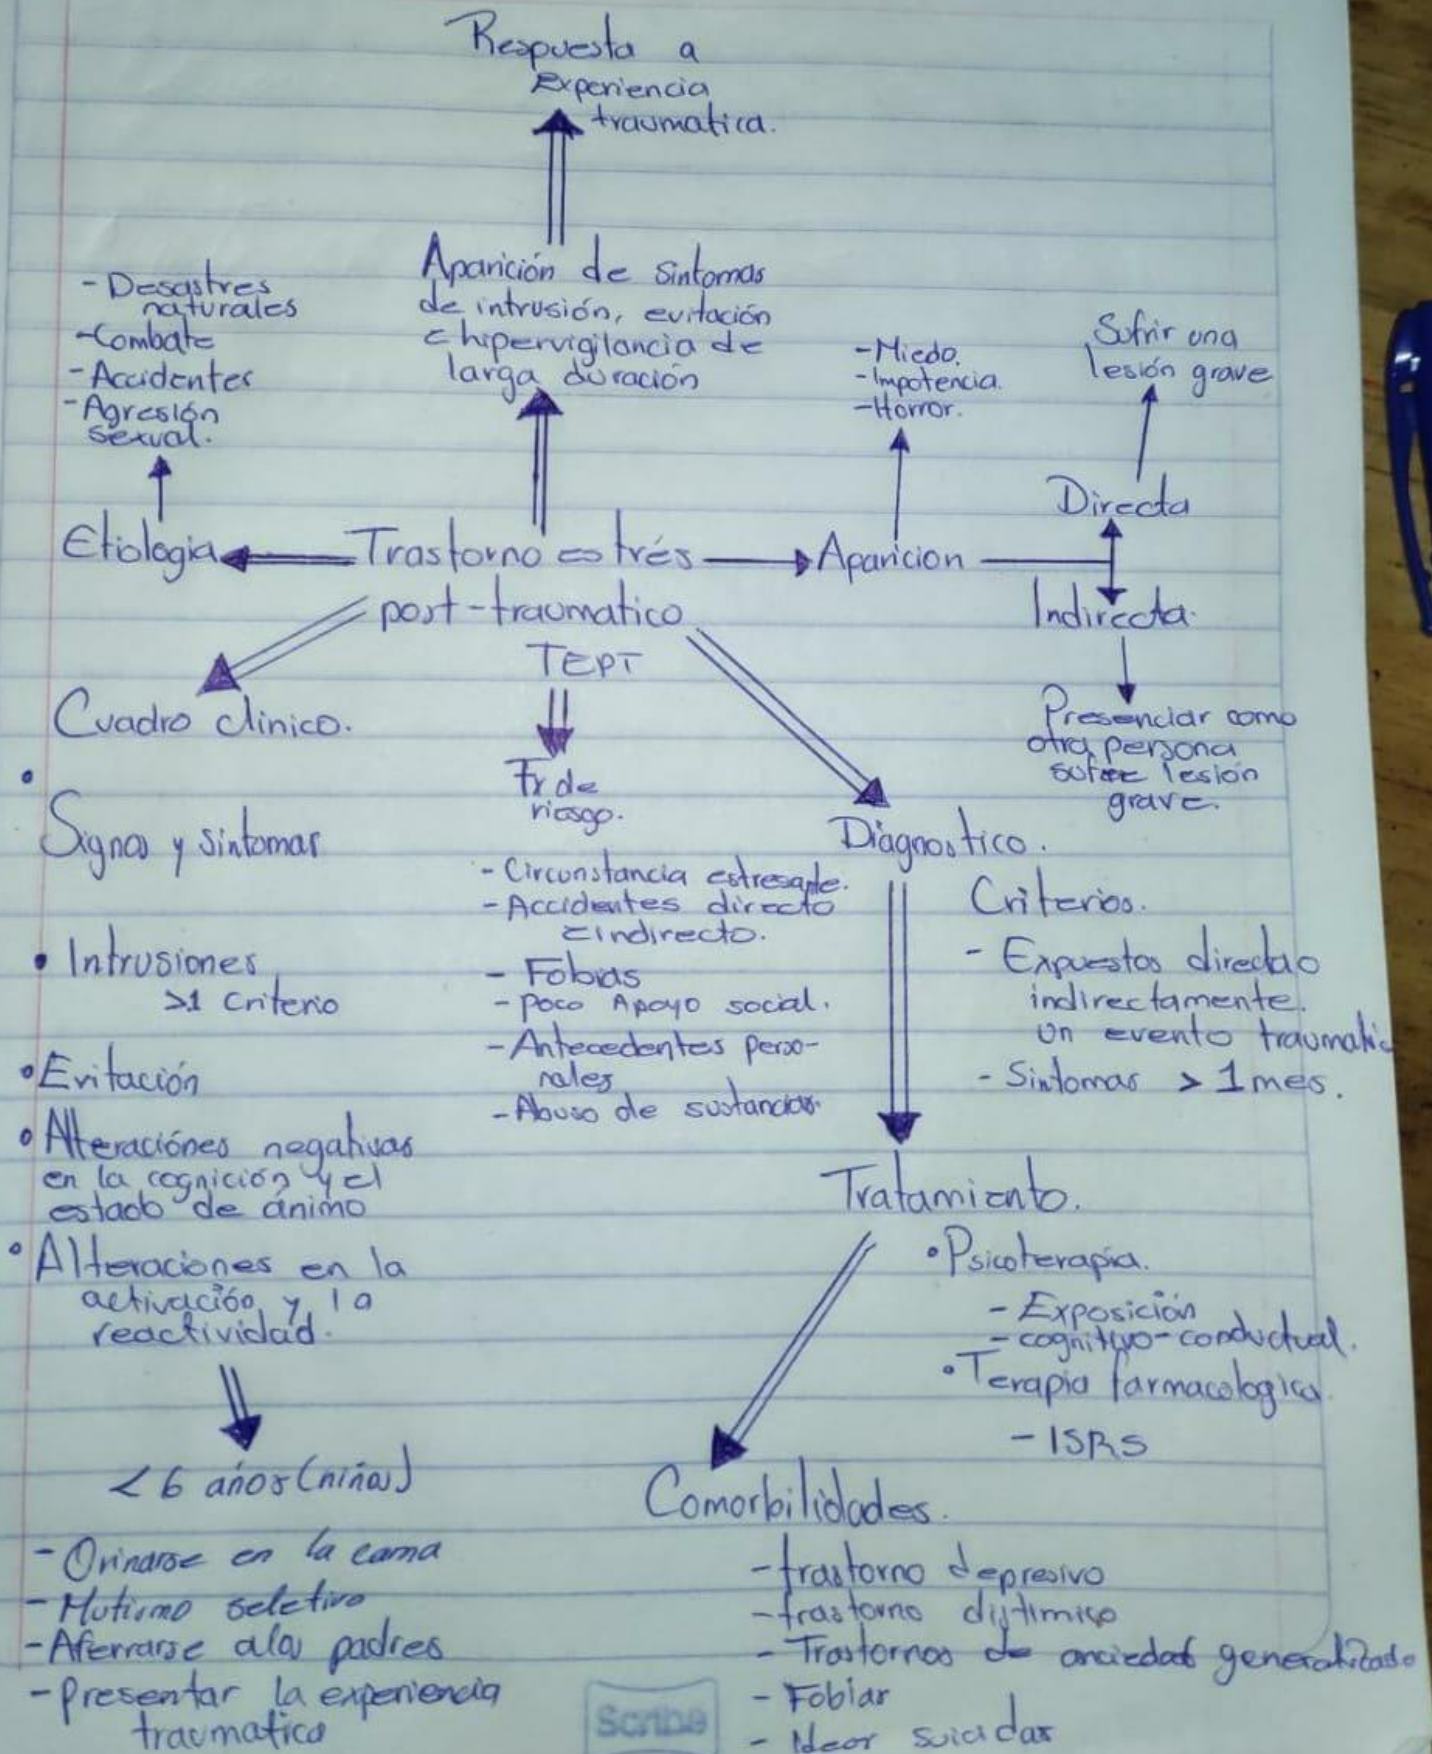 Respuesta a
Experiencia
traumatica.
Aparición de sintomas
de intrusión, evitación
e hipervigilancia de
larga duración
- Desastres
naturales
- Combate
- Accidentes
- Agresión
sexual.
- Miedo.
- Impotencia.
- Horror.
Sufrir una
lesión grave
Directa
Etiologia
Trastorno estrés
post-traumatico
TEPT
Aparicion
Indirecta.
Presenciar como
otra persona
sufre lesión
grave.
Cuadro clinico.
Signos y sintomas
• Intrusiones
>1 Criterio
• Evitación
• Alteraciónes negativas
en la cognición y el
estado de ánimo
• Alteraciones en la
activación y la
reactividad.
< 6 años (niños)
- Orinarse en la cama
- Mutismo seletivo
- Aferrarse a los padres
- presentar la experiencia
traumatica
Fr de
riesgo.
- Circunstancia estresante.
- Accidentes directo
e indirecto.
- Fobias
- poco Apoyo social.
- Antecedentes perso-
nales
- Abuso de sustancias.
Diagnostico.
Criterios.
- Expuestos directa o
indirectamente.
un evento traumatic
- Sintomas > 1 mes.
Tratamiento.
• Psicoterapia.
- Exposición
- cognitivo-conductual.
• Terapia farmacologica.
- ISRS
Comorbilidades.
- trastorno depresivo
- trastorno distimico
- Trastornos de anciedad generalizado
- Fobias
- Ideas suicidas
Scribe